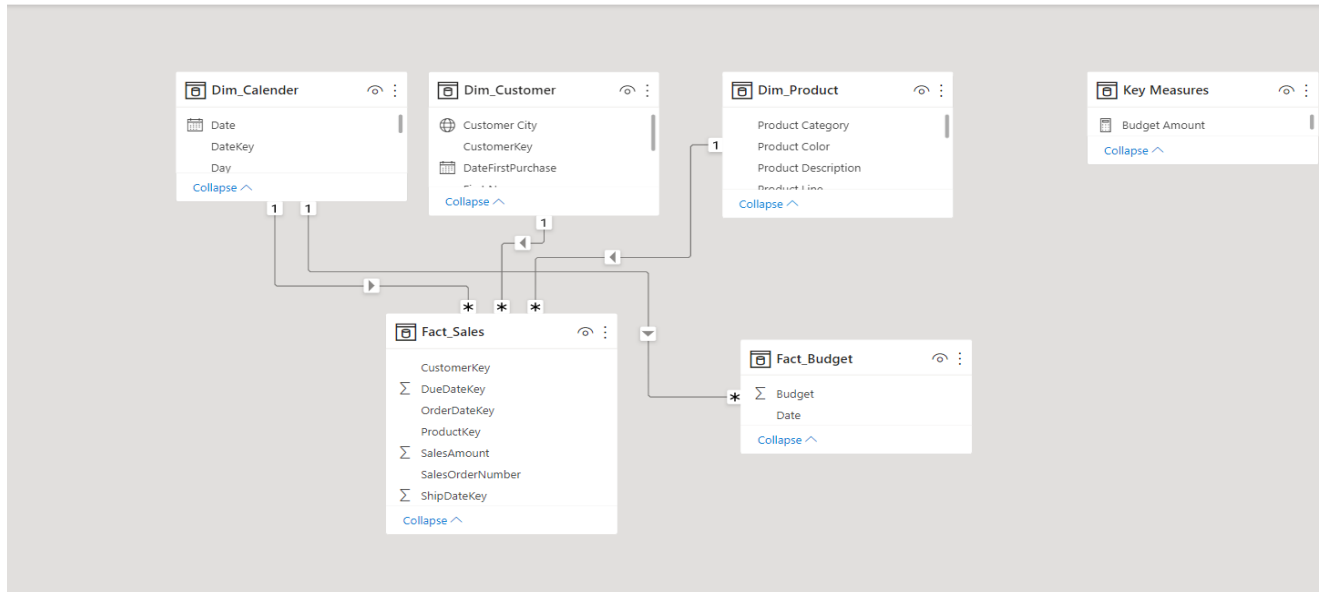 Dim_Calender
Date
DateKey
Day
Collapse
Dim_Customer
Customer City
CustomerKey
DateFirstPurchase
Collapse
Dim_Product
Product Category
Product Color
Product Description
Product Line
Collapse
Key Measures
Budget Amount
Collapse
1
1
1
1
*
*
*
Fact_Sales
CustomerKey
DueDateKey
OrderDateKey
ProductKey
SalesAmount
SalesOrderNumber
ShipDateKey
Collapse
*
Fact_Budget
Budget
Date
Collapse